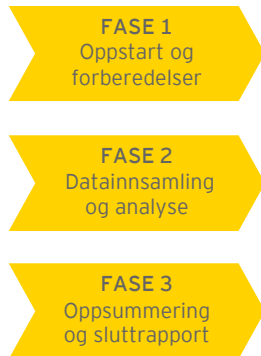 FASE 1
Oppstart og
forberedelser
FASE 2
Datainnsamling
og analyse
FASE 3
Oppsummering
og sluttrapport